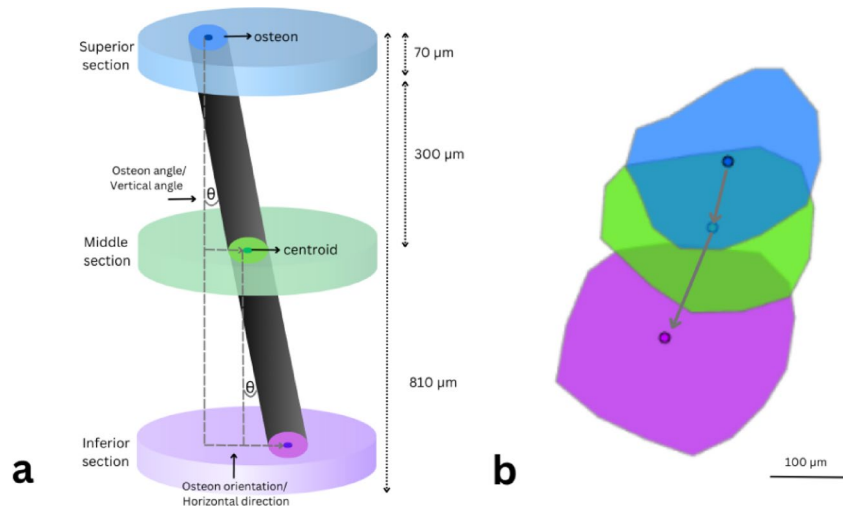 Superior
section
osteon
70 μm
300 μm
Osteon angle/
Vertical angle
θ
Middle
section
centroid
θ
810 μm
Inferior
section
Osteon orientation/
Horizontal direction
a
b
100 μm